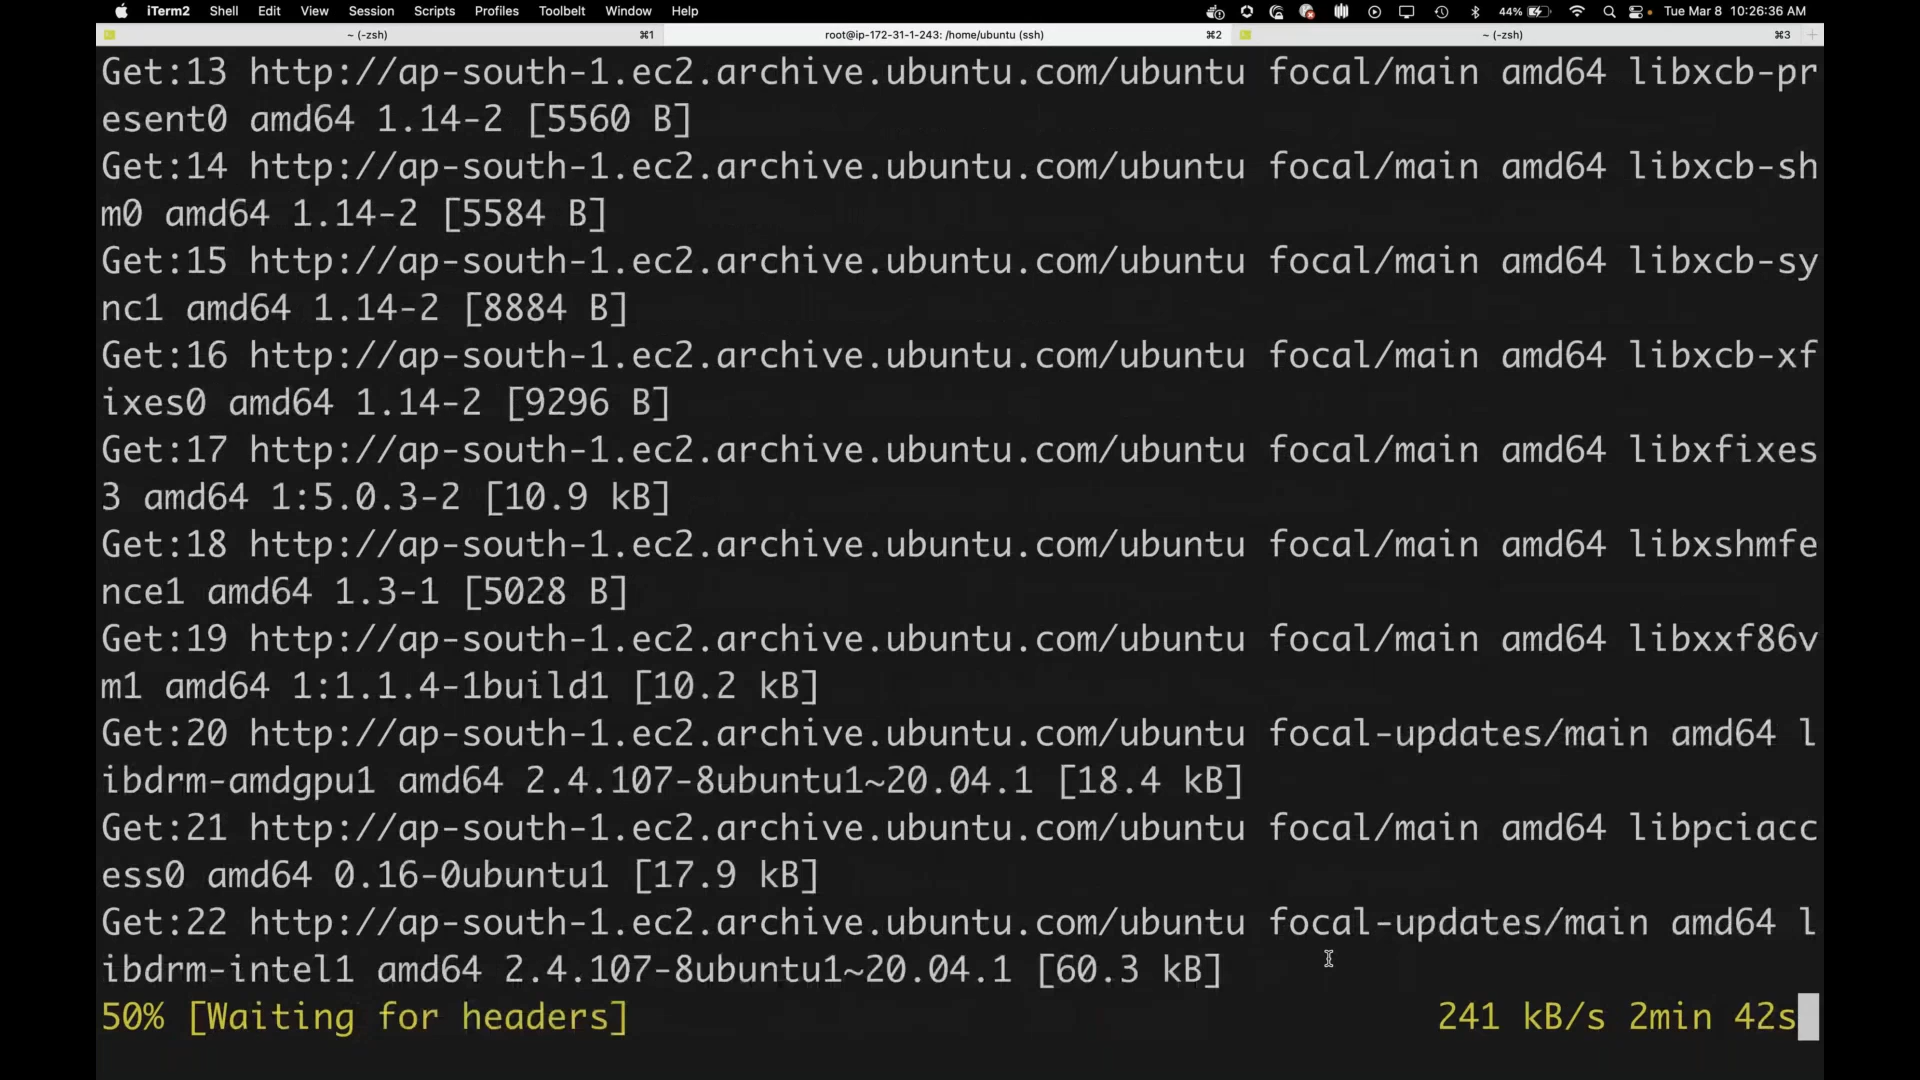 iTerm2 Shell Edit View Session Scripts Profiles Toolbelt Window Help 44% Tue Mar 8 10:26:36 AM
~ (-zsh) ⌘1 root@ip-172-31-1-243: /home/ubuntu (ssh) ⌘2 ~ (-zsh) ⌘3 +
Get:13 http://ap-south-1.ec2.archive.ubuntu.com/ubuntu focal/main amd64 libxcb-pr
esent0 amd64 1.14-2 [5560 B]
Get:14 http://ap-south-1.ec2.archive.ubuntu.com/ubuntu focal/main amd64 libxcb-sh
m0 amd64 1.14-2 [5584 B]
Get:15 http://ap-south-1.ec2.archive.ubuntu.com/ubuntu focal/main amd64 libxcb-sy
nc1 amd64 1.14-2 [8884 B]
Get:16 http://ap-south-1.ec2.archive.ubuntu.com/ubuntu focal/main amd64 libxcb-xf
ixes0 amd64 1.14-2 [9296 B]
Get:17 http://ap-south-1.ec2.archive.ubuntu.com/ubuntu focal/main amd64 libxfixes
3 amd64 1:5.0.3-2 [10.9 kB]
Get:18 http://ap-south-1.ec2.archive.ubuntu.com/ubuntu focal/main amd64 libxshmfe
nce1 amd64 1.3-1 [5028 B]
Get:19 http://ap-south-1.ec2.archive.ubuntu.com/ubuntu focal/main amd64 libxxf86v
m1 amd64 1:1.1.4-1build1 [10.2 kB]
Get:20 http://ap-south-1.ec2.archive.ubuntu.com/ubuntu focal-updates/main amd64 l
ibdrm-amdgpu1 amd64 2.4.107-8ubuntu1~20.04.1 [18.4 kB]
Get:21 http://ap-south-1.ec2.archive.ubuntu.com/ubuntu focal/main amd64 libpciacc
ess0 amd64 0.16-0ubuntu1 [17.9 kB]
Get:22 http://ap-south-1.ec2.archive.ubuntu.com/ubuntu focal-updates/main amd64 l
ibdrm-intel1 amd64 2.4.107-8ubuntu1~20.04.1 [60.3 kB]
50% [Waiting for headers] 241 kB/s 2min 42s